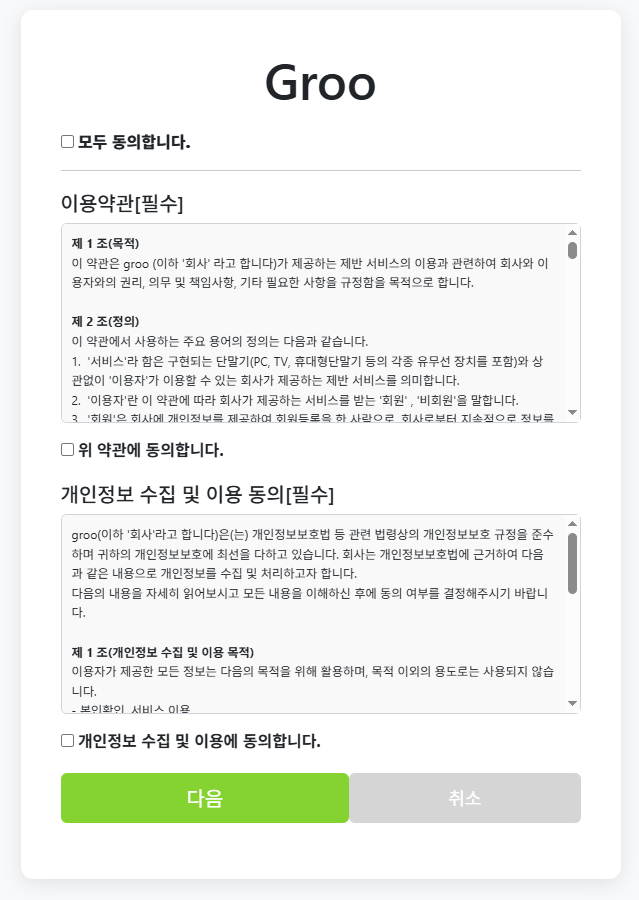 Groo
모두 동의합니다.
이용약관[필수]
제 1 조(목적)
이 약관은 groo (이하 '회사' 라고 합니다)가 제공하는 제반 서비스의 이용과 관련하여 회사와 이
용자와의 권리, 의무 및 책임사항, 기타 필요한 사항을 규정함을 목적으로 합니다.
제 2 조(정의)
이 약관에서 사용하는 주요 용어의 정의는 다음과 같습니다.
1. '서비스'라 함은 구현되는 단말기(PC, TV, 휴대형단말기 등의 각종 유무선 장치를 포함)와 상
관없이 '이용자'가 이용할 수 있는 회사가 제공하는 제반 서비스를 의미합니다.
2. '이용자'란 이 약관에 따라 회사가 제공하는 서비스를 받는 '회원' , '비회원'을 말합니다.
3. '회원'은 회사에 개인정보를 제공하여 회원등록을 한 사람으로, 회사로부터 지속적으로 정보를
위 약관에 동의합니다.
개인정보 수집 및 이용 동의[필수]
groo(이하 '회사'라고 합니다)은(는) 개인정보보호법 등 관련 법령상의 개인정보보호 규정을 준수
하며 귀하의 개인정보보호에 최선을 다하고 있습니다. 회사는 개인정보보호법에 근거하여 다음
과 같은 내용으로 개인정보를 수집 및 처리하고자 합니다.
다음의 내용을 자세히 읽어보시고 모든 내용을 이해하신 후에 동의 여부를 결정해주시기 바랍니
다.
제 1 조(개인정보 수집 및 이용 목적)
이용자가 제공한 모든 정보는 다음의 목적을 위해 활용하며, 목적 이외의 용도로는 사용되지 않습
니다.
- 본인확인, 서비스 이용
개인정보 수집 및 이용에 동의합니다.
다음
취소